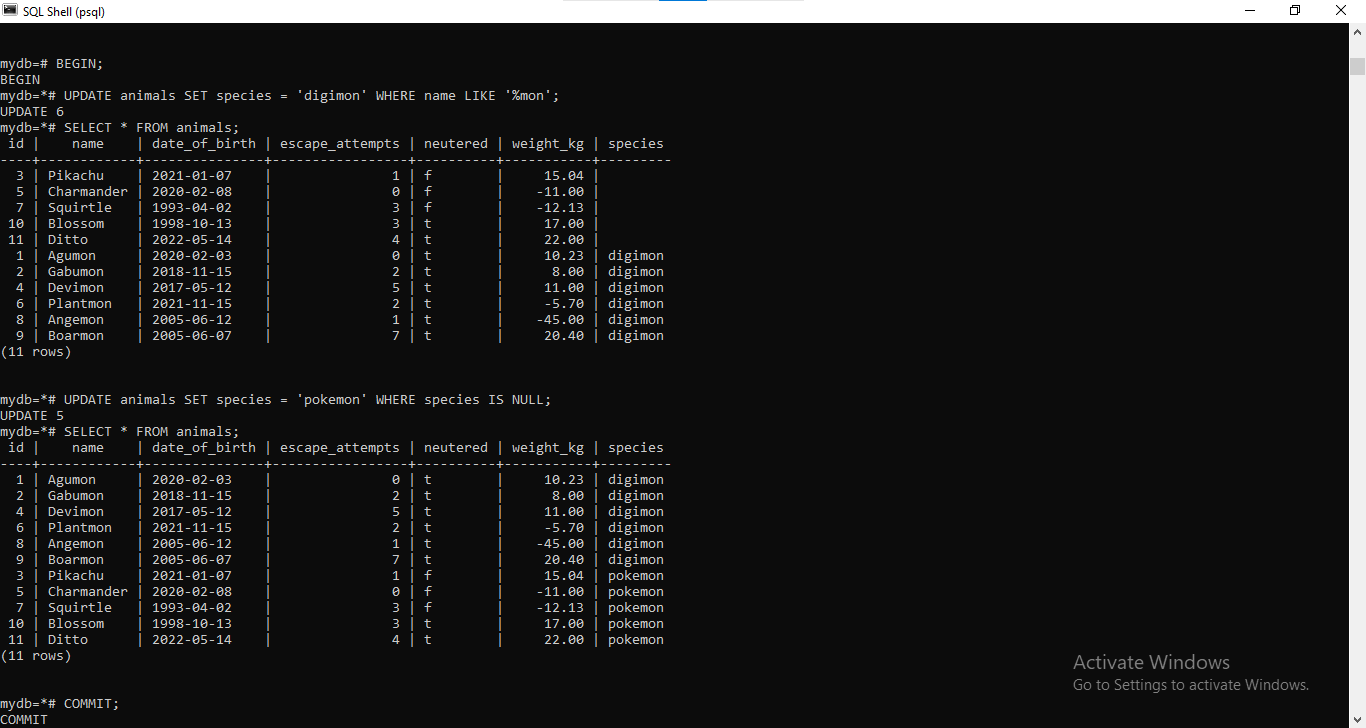 SQL Shell (psql)
mydb=# BEGIN;
BEGIN
mydb=*# UPDATE animals SET species = 'digimon' WHERE name LIKE '%mon';
UPDATE 6
mydb=*# SELECT * FROM animals;
 id |    name    | date_of_birth | escape_attempts | neutered | weight_kg | species
----+------------+---------------+-----------------+----------+-----------+---------
  3 | Pikachu    | 2021-01-07    |               1 | f        |     15.04 |
  5 | Charmander | 2020-02-08    |               0 | f        |    -11.00 |
  7 | Squirtle   | 1993-04-02    |               3 | f        |    -12.13 |
 10 | Blossom    | 1998-10-13    |               3 | t        |     17.00 |
 11 | Ditto      | 2022-05-14    |               4 | t        |     22.00 |
  1 | Agumon     | 2020-02-03    |               0 | t        |     10.23 | digimon
  2 | Gabumon    | 2018-11-15    |               2 | t        |      8.00 | digimon
  4 | Devimon    | 2017-05-12    |               5 | t        |     11.00 | digimon
  6 | Plantmon   | 2021-11-15    |               2 | t        |     -5.70 | digimon
  8 | Angemon    | 2005-06-12    |               1 | t        |    -45.00 | digimon
  9 | Boarmon    | 2005-06-07    |               7 | t        |     20.40 | digimon
(11 rows)
mydb=*# UPDATE animals SET species = 'pokemon' WHERE species IS NULL;
UPDATE 5
mydb=*# SELECT * FROM animals;
 id |    name    | date_of_birth | escape_attempts | neutered | weight_kg | species
----+------------+---------------+-----------------+----------+-----------+---------
  1 | Agumon     | 2020-02-03    |               0 | t        |     10.23 | digimon
  2 | Gabumon    | 2018-11-15    |               2 | t        |      8.00 | digimon
  4 | Devimon    | 2017-05-12    |               5 | t        |     11.00 | digimon
  6 | Plantmon   | 2021-11-15    |               2 | t        |     -5.70 | digimon
  8 | Angemon    | 2005-06-12    |               1 | t        |    -45.00 | digimon
  9 | Boarmon    | 2005-06-07    |               7 | t        |     20.40 | digimon
  3 | Pikachu    | 2021-01-07    |               1 | f        |     15.04 | pokemon
  5 | Charmander | 2020-02-08    |               0 | f        |    -11.00 | pokemon
  7 | Squirtle   | 1993-04-02    |               3 | f        |    -12.13 | pokemon
 10 | Blossom    | 1998-10-13    |               3 | t        |     17.00 | pokemon
 11 | Ditto      | 2022-05-14    |               4 | t        |     22.00 | pokemon
(11 rows)
mydb=*# COMMIT;
COMMIT
Activate Windows
Go to Settings to activate Windows.